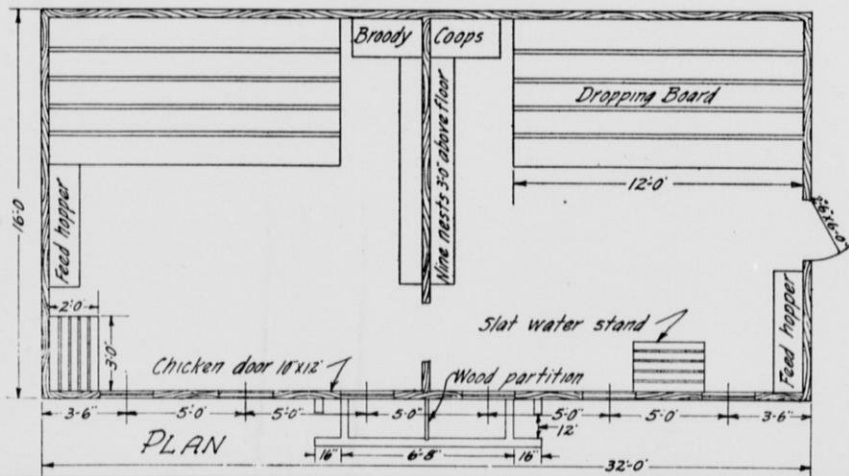 Broody Coops
Dropping Board
Nine nests 3'-0" above floor
12'-0"
2'-6"x6'-0"
16'-0
Feed hopper
2'-0"
3'-0"
Slat water stand
Feed hopper
Chicken door 10"x12"
Wood partition
3'-6" 5'-0" 5'-0" 5'-0" 5'-0" 5'-0" 3'-6"
12"
PLAN
16" 6'-8" 16"
32'-0"